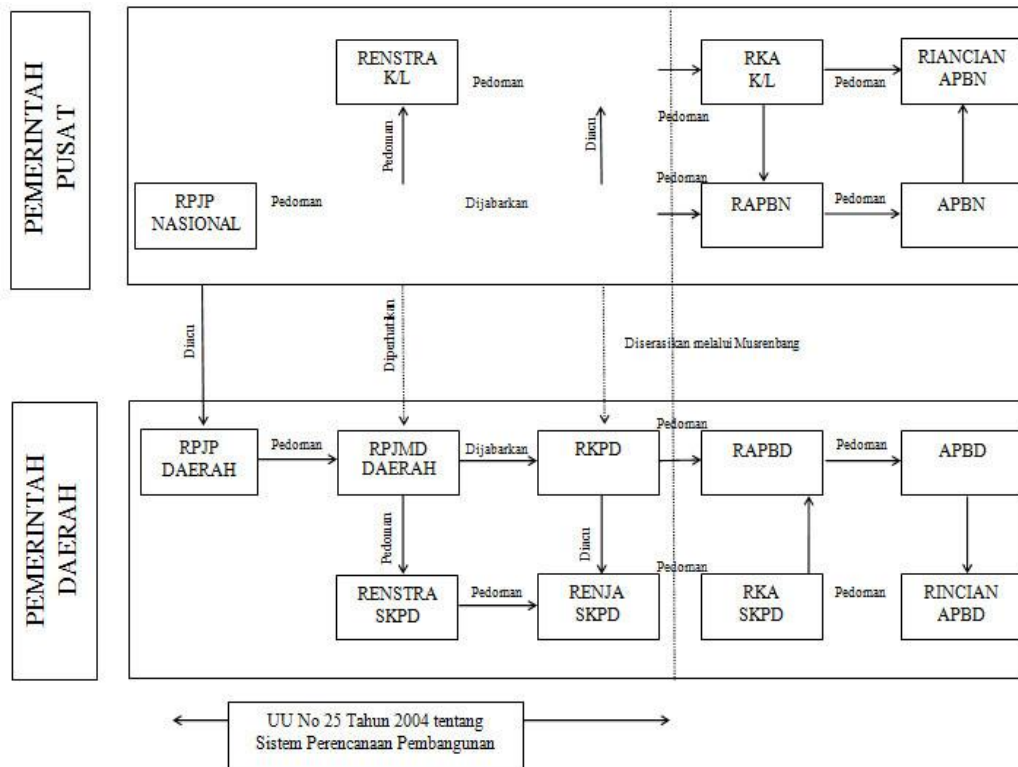 PEMERINTAH
PUSAT
RENSTRA
K/L
Pedoman
RKA
K/L
Pedoman
RIANCIAN
APBN
Pedoman
Pedoman
Diacu
RPJP
NASIONAL
Pedoman
Dijabarkan
Pedoman
RAPBN
Pedoman
APBN
Diacu
Diperhatikan
Diserasikan melalui Musrenbang
PEMERINTAH
DAERAH
RPJP
DAERAH
Pedoman
RPJMD
DAERAH
Dijabarkan
RKPD
Pedoman
RAPBD
Pedoman
APBD
Pedoman
Diacu
RENSTRA
SKPD
Pedoman
RENJA
SKPD
Pedoman
RKA
SKPD
Pedoman
RINCIAN
APBD
UU No 25 Tahun 2004 tentang
Sistem Perencanaan Pembangunan